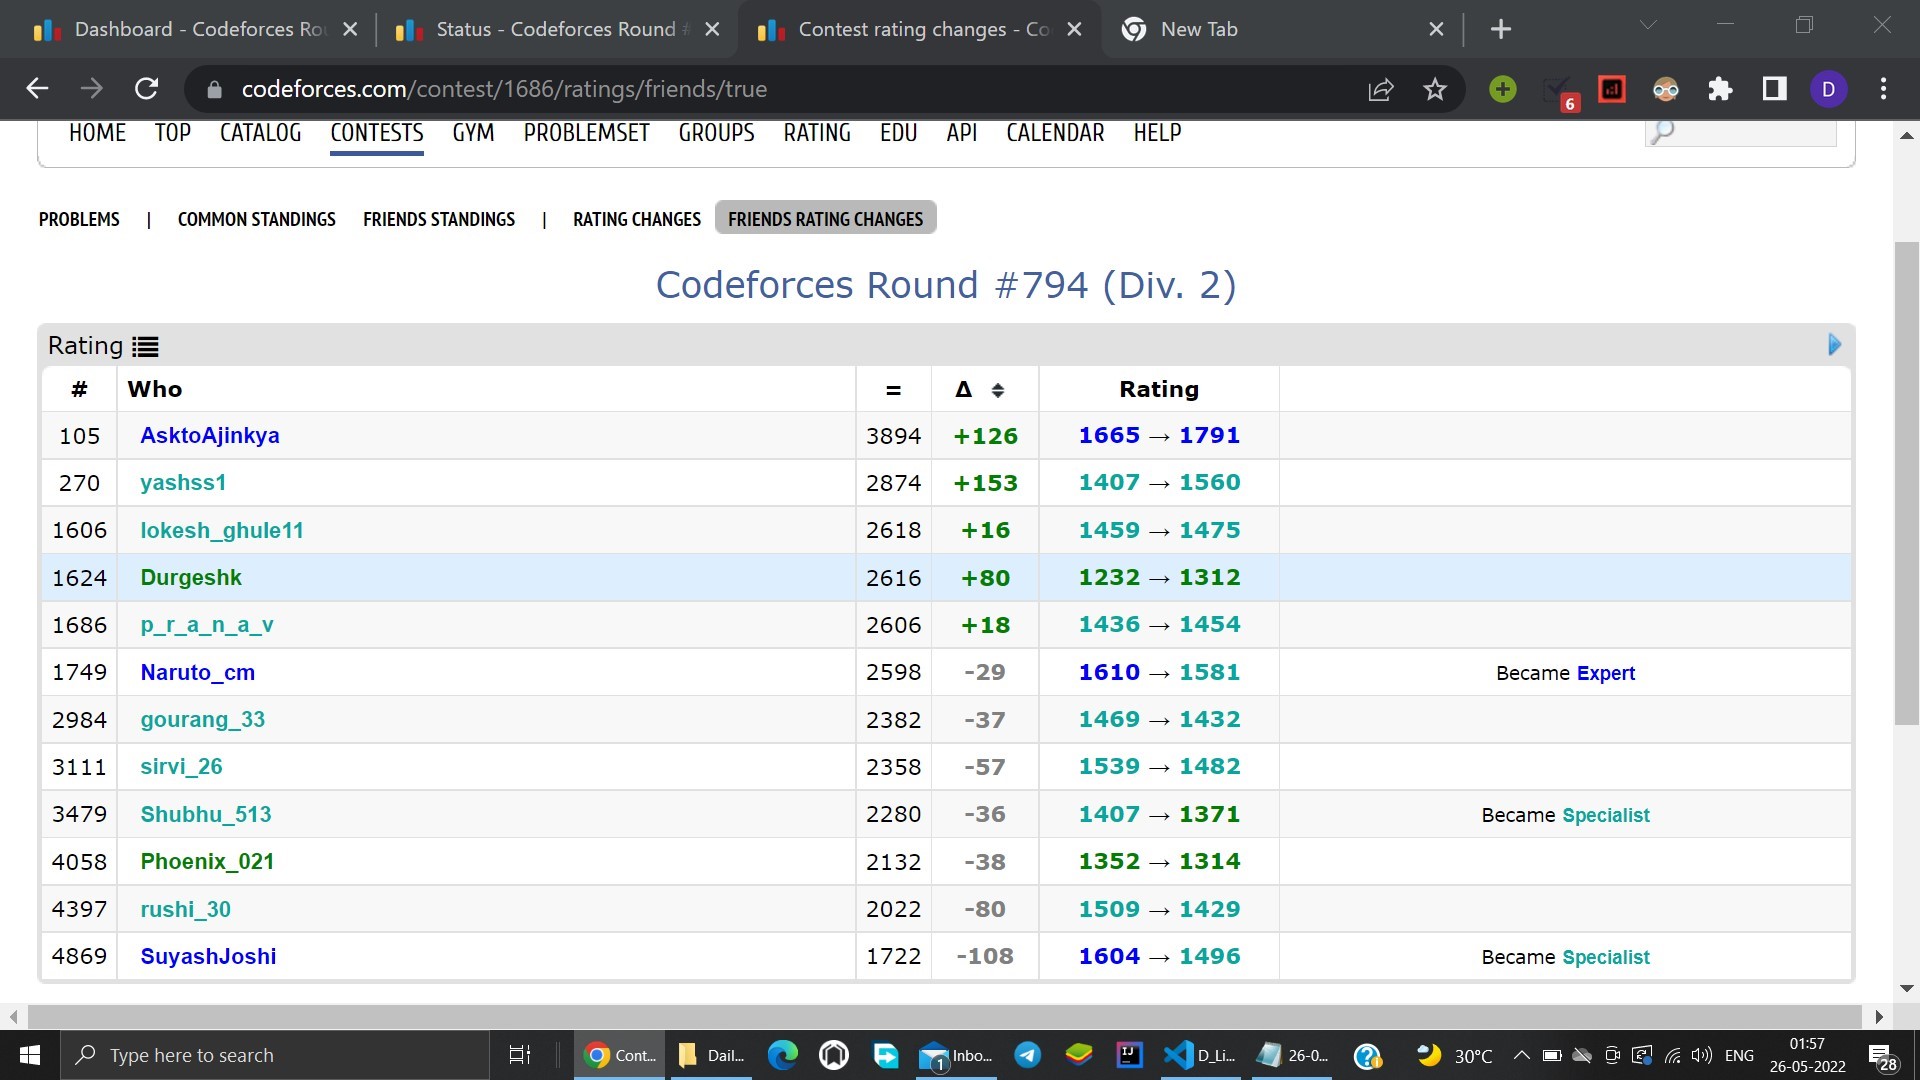 Dashboard - Codeforces Ro
Status - Codeforces Round #
Contest rating changes - Co
New Tab
codeforces.com/contest/1686/ratings/friends/true
6
D
HOME TOP CATALOG CONTESTS GYM PROBLEMSET GROUPS RATING EDU API CALENDAR HELP
PROBLEMS | COMMON STANDINGS FRIENDS STANDINGS | RATING CHANGES FRIENDS RATING CHANGES
Codeforces Round #794 (Div. 2)
Rating
# Who = Δ Rating
105 AsktoAjinkya 3894 +126 1665 → 1791
270 yashss1 2874 +153 1407 → 1560
1606 lokesh_ghule11 2618 +16 1459 → 1475
1624 Durgeshk 2616 +80 1232 → 1312
1686 p_r_a_n_a_v 2606 +18 1436 → 1454
1749 Naruto_cm 2598 -29 1610 → 1581 Became Expert
2984 gourang_33 2382 -37 1469 → 1432
3111 sirvi_26 2358 -57 1539 → 1482
3479 Shubhu_513 2280 -36 1407 → 1371 Became Specialist
4058 Phoenix_021 2132 -38 1352 → 1314
4397 rushi_30 2022 -80 1509 → 1429
4869 SuyashJoshi 1722 -108 1604 → 1496 Became Specialist
Type here to search
Cont...
Dail...
1
Inbo...
IJ
D_Li...
26-0...
30°C
ENG
01:57
26-05-2022
28